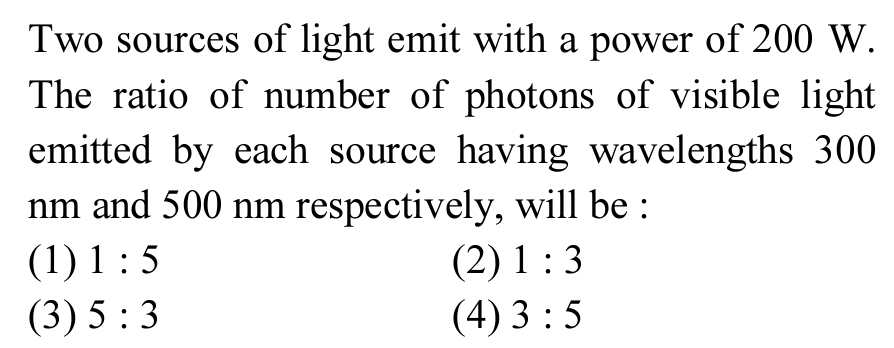 Two sources of light emit with a power of 200 W.
The ratio of number of photons of visible light
emitted by each source having wavelengths 300
nm and 500 nm respectively, will be :
(1) 1 : 5 (2) 1 : 3
(3) 5 : 3 (4) 3 : 5